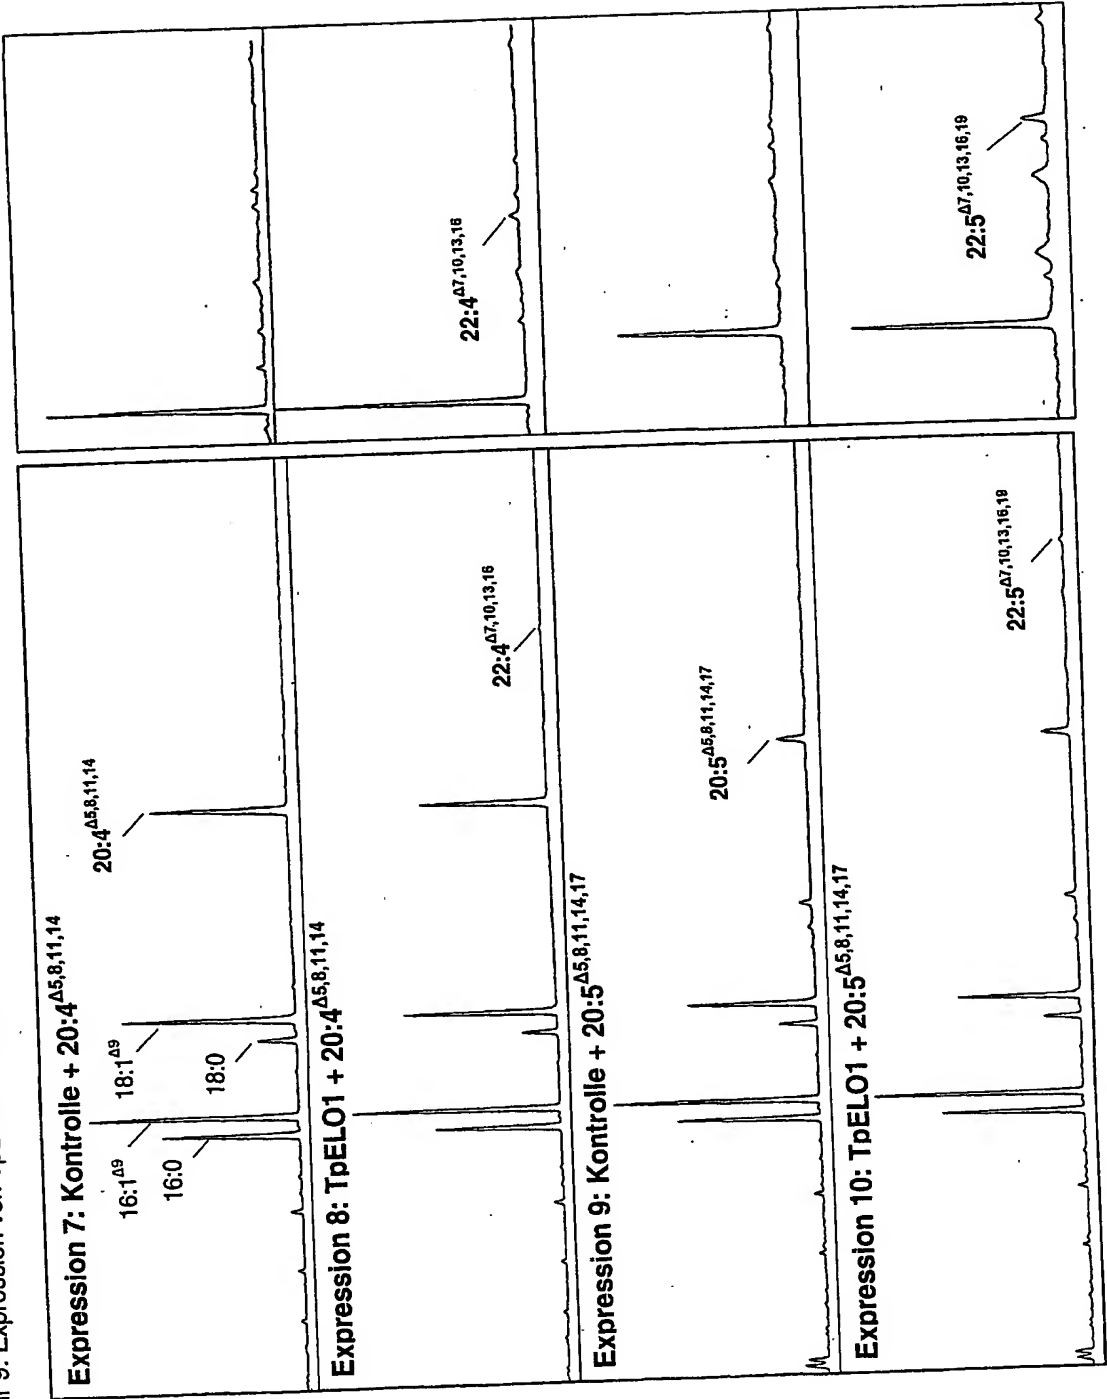 Expression 7: Kontrolle + 20:4Δ5,8,11,14
16:1Δ9
16:0
18:1Δ9
18:0
20:4Δ5,8,11,14
Expression 8: TpELO1 + 20:4Δ5,8,11,14
22:4Δ7,10,13,16
22:4Δ7,10,13,16
Expression 9: Kontrolle + 20:5Δ5,8,11,14,17
20:5Δ5,8,11,14,17
Expression 10: TpELO1 + 20:5Δ5,8,11,14,17
22:5Δ7,10,13,16,19
22:5Δ7,10,13,16,19